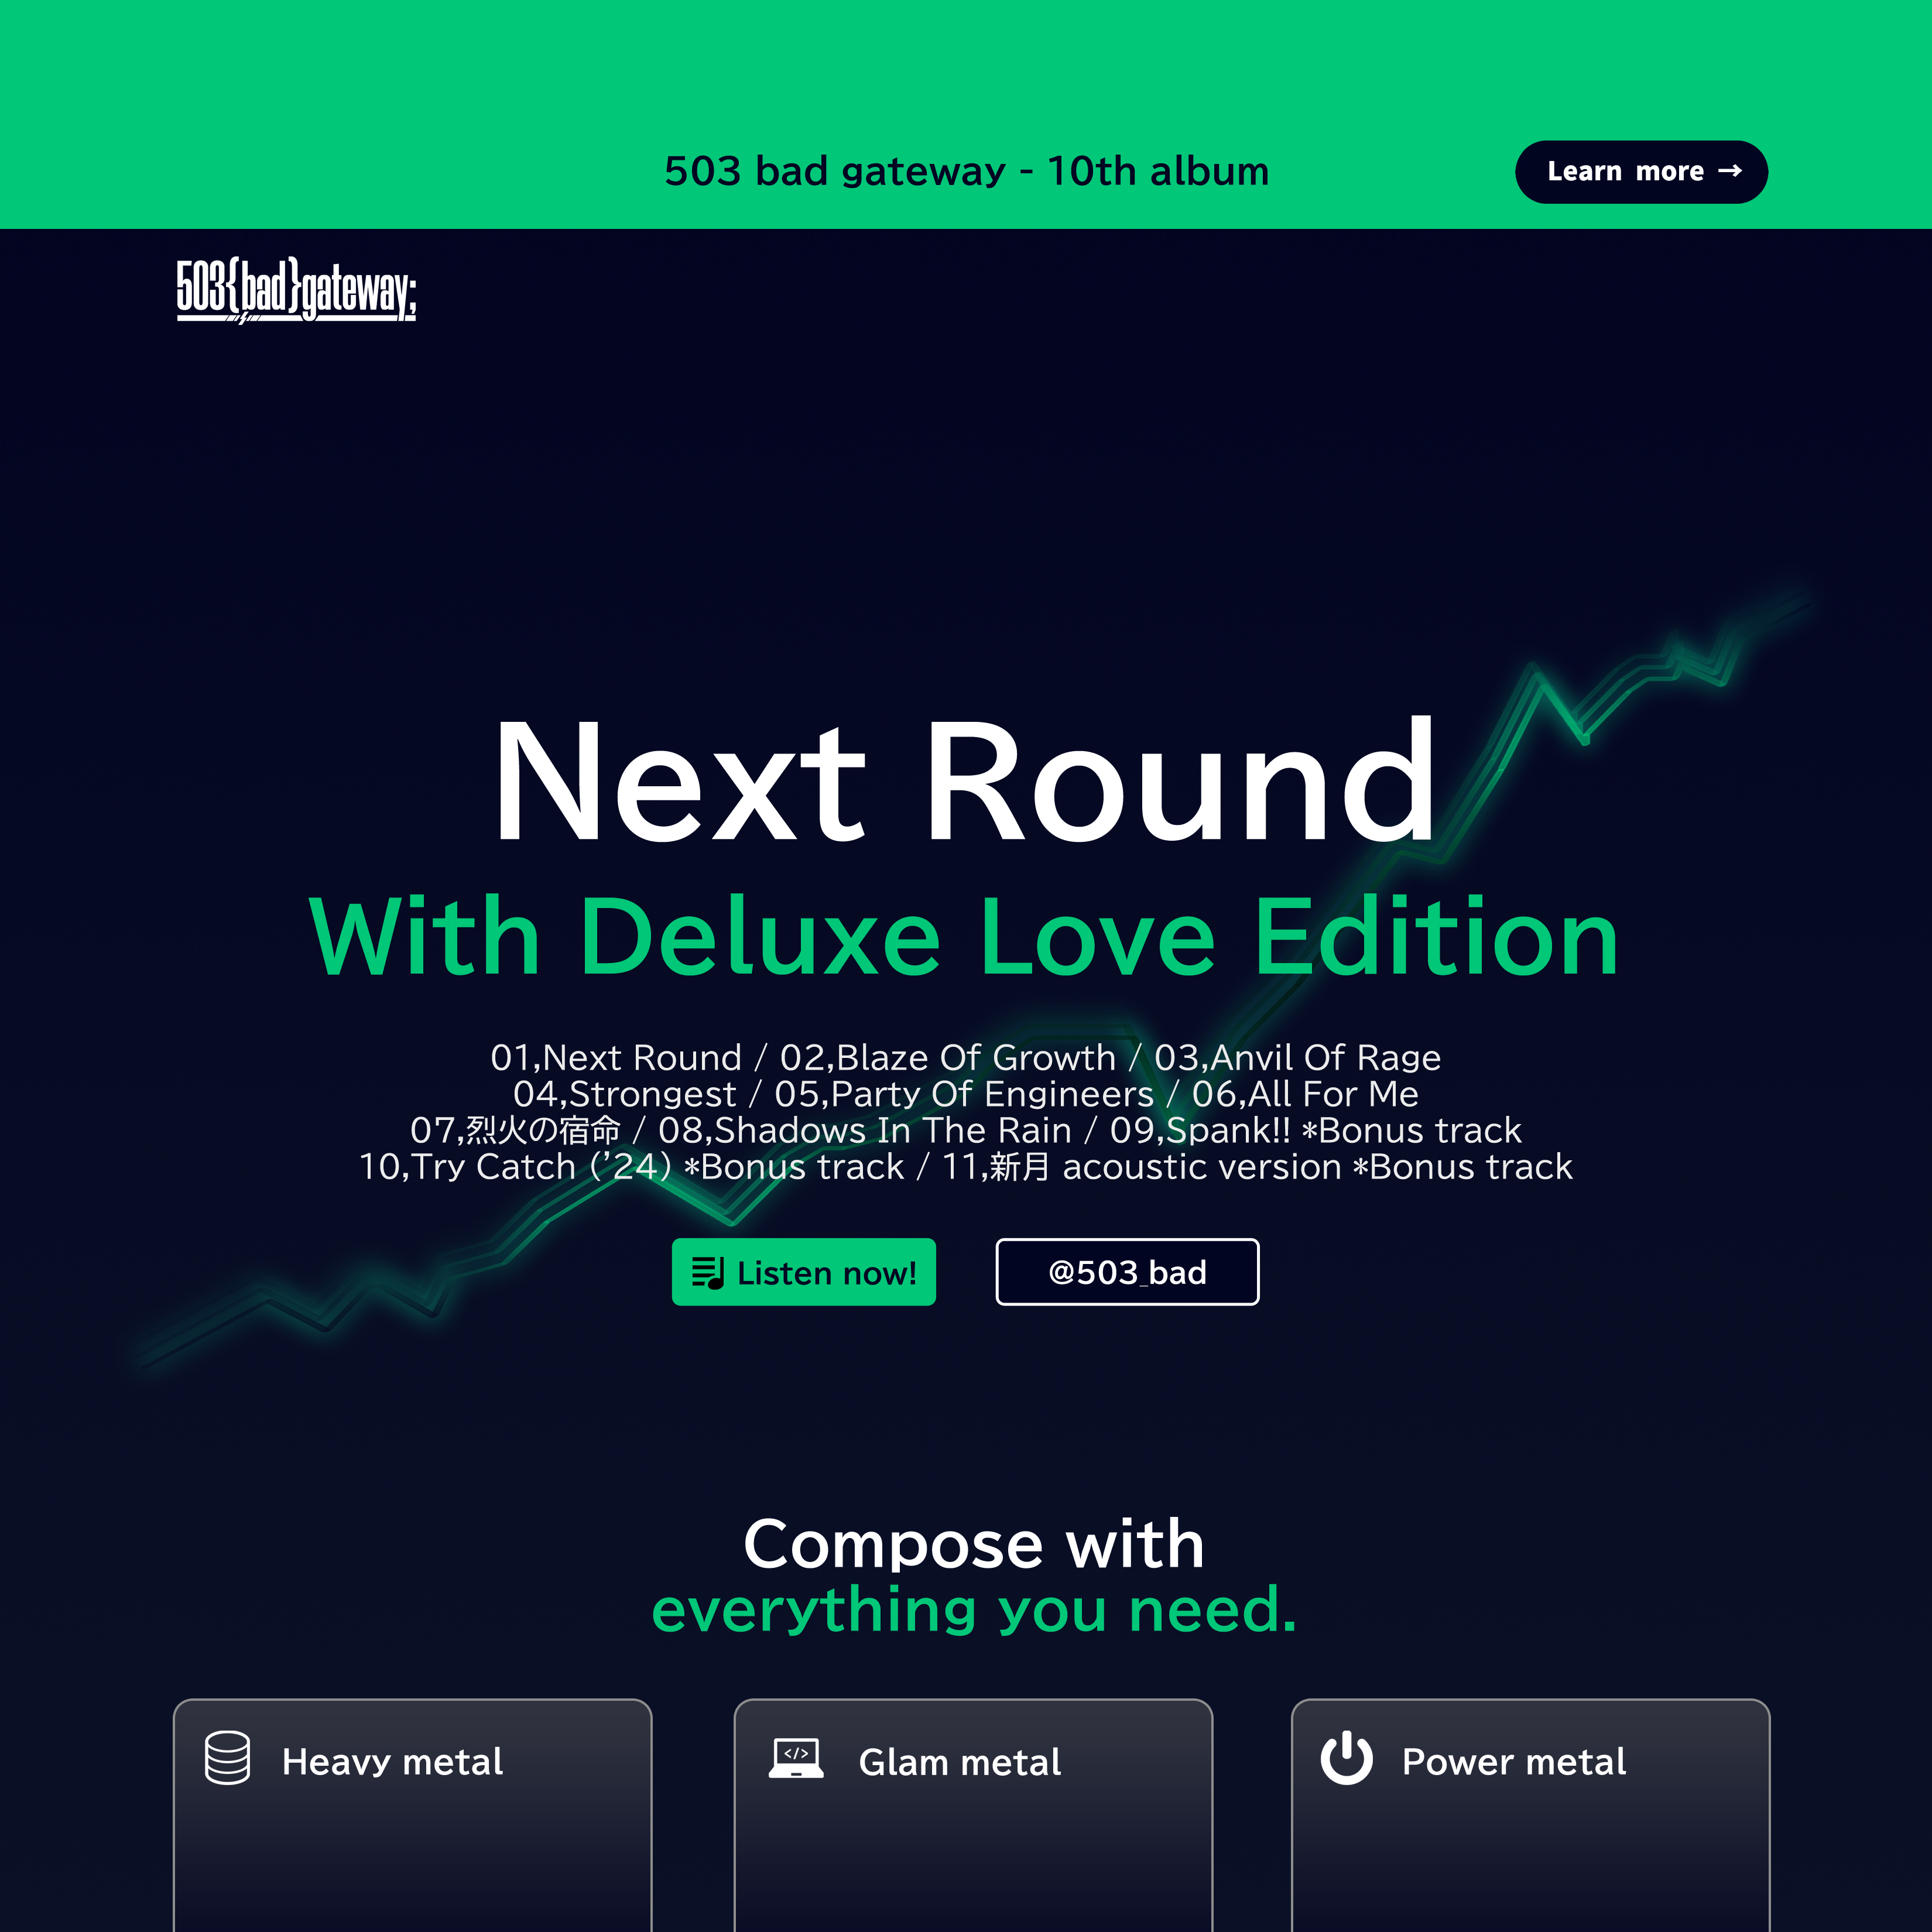 503 bad gateway - 10th album
Learn more →
503{bad}gateway;
Next Round
With Deluxe Love Edition
01,Next Round / 02,Blaze Of Growth / 03,Anvil Of Rage
04,Strongest / 05,Party Of Engineers / 06,All For Me
07,烈火の宿命 / 08,Shadows In The Rain / 09,Spank!! *Bonus track
10,Try Catch (’24) *Bonus track / 11,新月 acoustic version *Bonus track
Listen now!
@503_bad
Compose with
everything you need.
</>
Heavy metal
Glam metal
Power metal